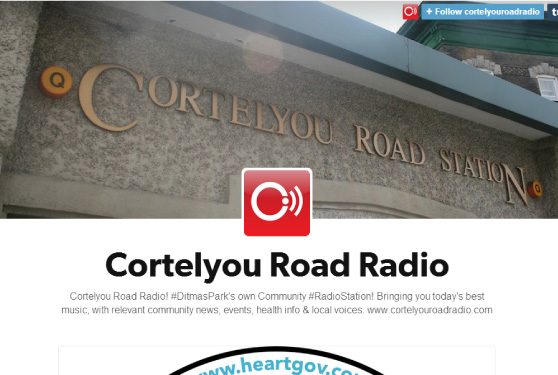 + Follow cortelyouroadradio
Q CORTELYOU ROAD STATION Q
Cortelyou Road Radio
Cortelyou Road Radio! #DitmasPark's own Community #RadioStation! Bringing you today's best
music, with relevant community news, events, health info & local voices. www.cortelyouroadradio.com
www.heartgov.co